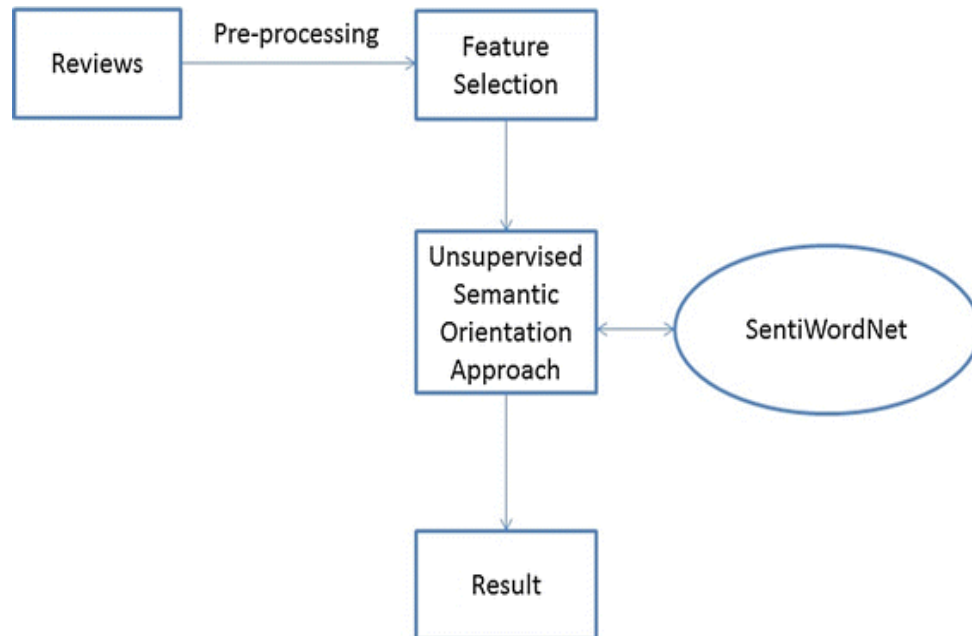 Pre-processing
Reviews
Feature
Selection
Unsupervised
Semantic
Orientation
Approach
SentiWordNet
Result